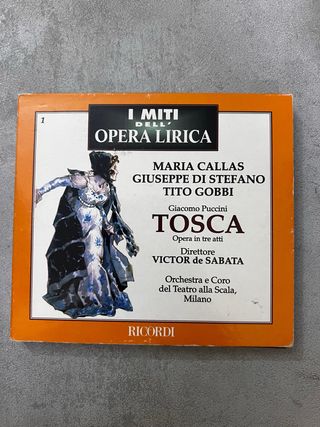 I MITI
DELL'
OPERA LIRICA
1
MARIA CALLAS
GIUSEPPE DI STEFANO
TITO GOBBI
Giacomo Puccini
TOSCA
Opera in tre atti
Direttore
VICTOR de SABATA
Orchestra e Coro
del Teatro alla Scala,
Milano
RICORDI